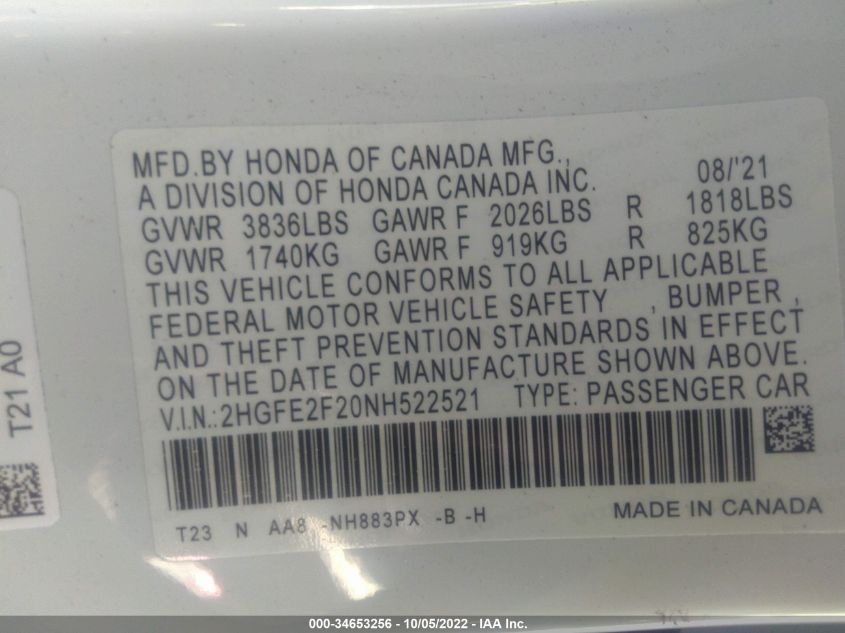 MFD.BY HONDA OF CANADA MFG., 08/'21
A DIVISION OF HONDA CANADA INC.
GVWR 3836LBS GAWR F 2026LBS R 1818LBS
GVWR 1740KG GAWR F 919KG R 825KG
THIS VEHICLE CONFORMS TO ALL APPLICABLE
FEDERAL MOTOR VEHICLE SAFETY , BUMPER ,
AND THEFT PREVENTION STANDARDS IN EFFECT
ON THE DATE OF MANUFACTURE SHOWN ABOVE.
V.I.N.:2HGFE2F20NH522521 TYPE: PASSENGER CAR
T23 N AA8 -NH883PX -B -H MADE IN CANADA
T21 A0
000-34653256 - 10/05/2022 - IAA Inc.